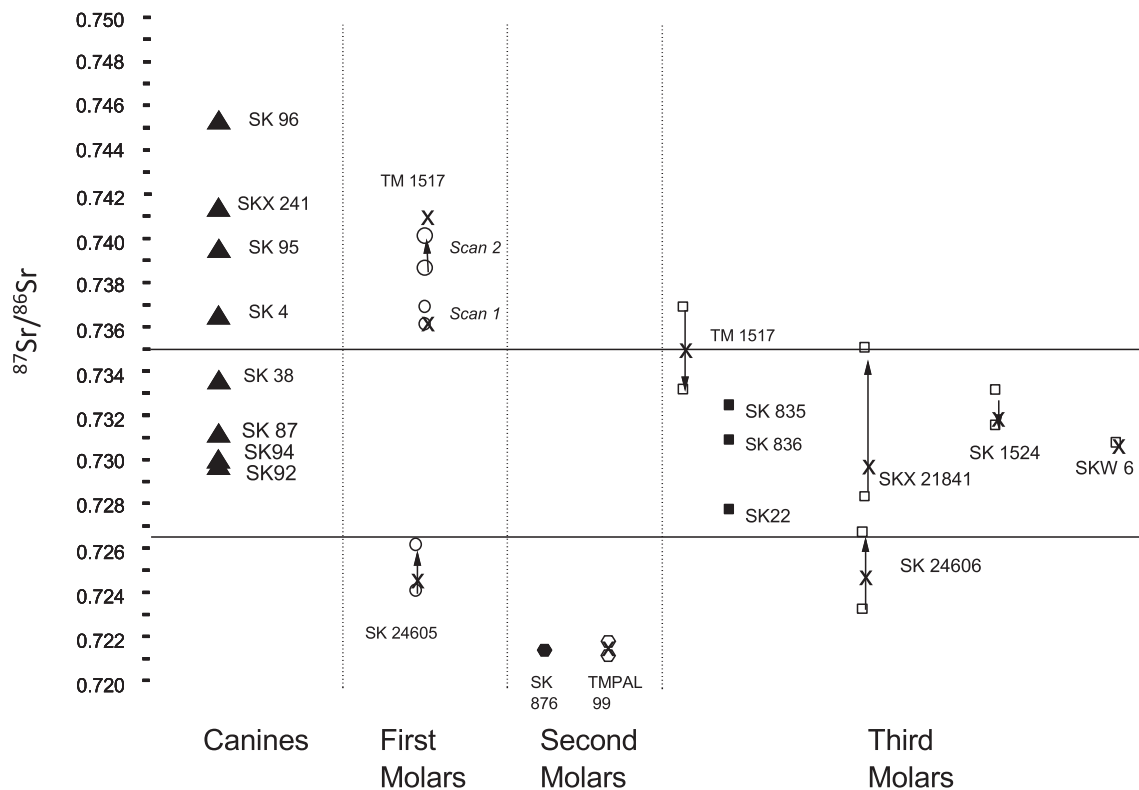 0.750
0.748
0.746
0.744
0.742
0.740
0.738
0.736
0.734
0.732
0.730
0.728
0.726
0.724
0.722
0.720
87Sr/86Sr
SK 96
SKX 241
SK 95
SK 4
SK 38
SK 87
SK94
SK92
TM 1517
Scan 2
Scan 1
SK 24605
SK
876
TMPAL
99
TM 1517
SK 835
SK 836
SK22
SKX 21841
SK 24606
SK 1524
SKW 6
Canines
First
Molars
Second
Molars
Third
Molars